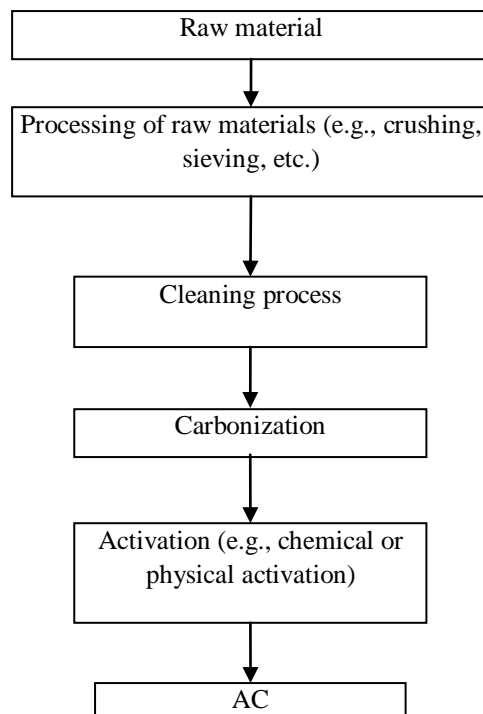 Raw material
Processing of raw materials (e.g., crushing,
sieving, etc.)
Cleaning process
Carbonization
Activation (e.g., chemical or
physical activation)
AC